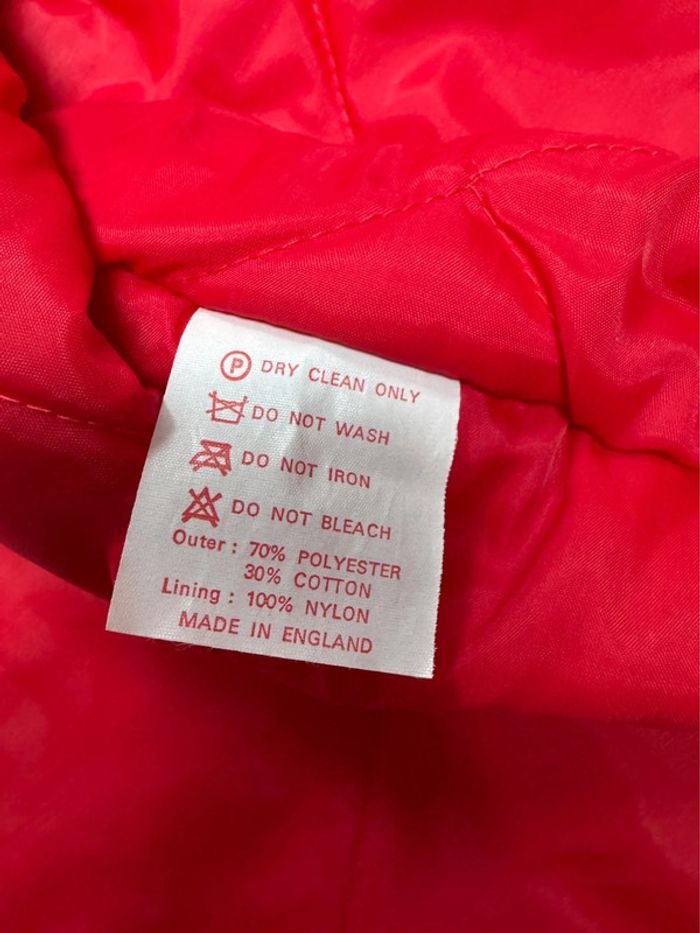 P DRY CLEAN ONLY
DO NOT WASH
DO NOT IRON
DO NOT BLEACH
Outer : 70% POLYESTER
30% COTTON
Lining : 100% NYLON
MADE IN ENGLAND